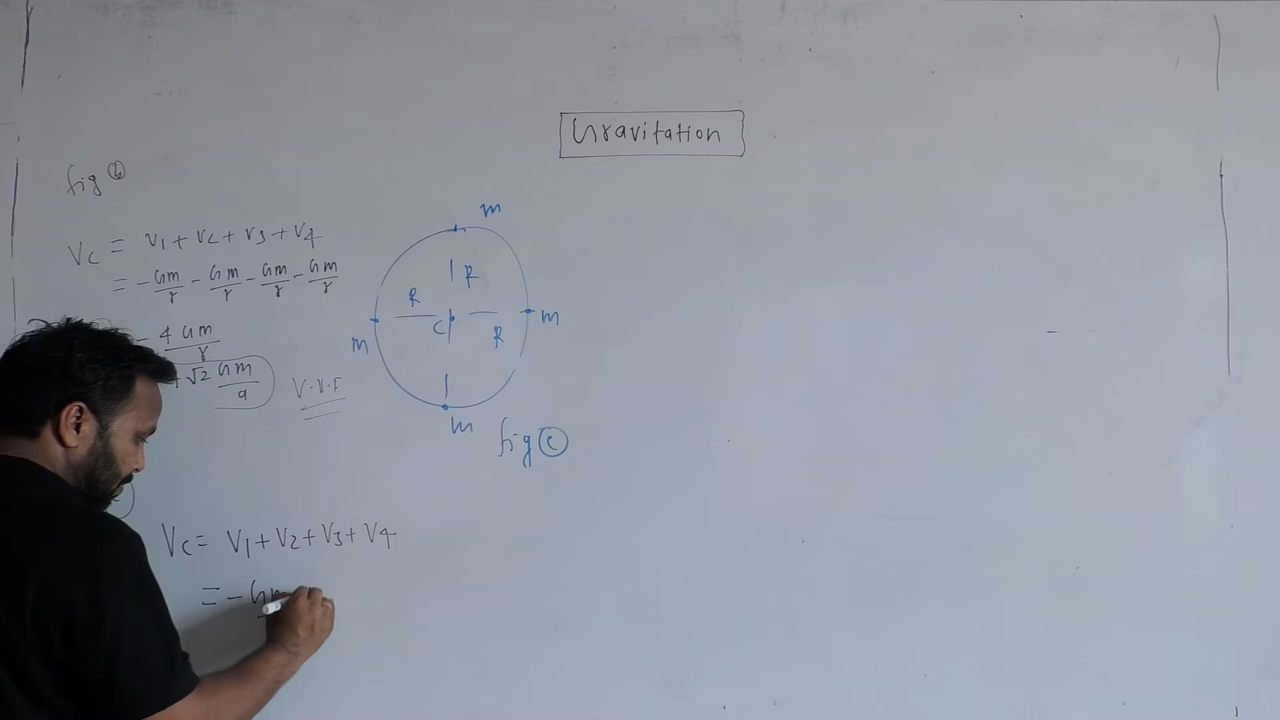 Gravitation
fig (b)
Vc = V1 + V2 + V3 + V4
= -Gm/r - Gm/r - Gm/r - Gm/r
- 4Gm/r
√2 Gm/a
V.V.I
m
R
R
C
R
m
m
m
fig (c)
Vc = V1 + V2 + V3 + V4
= - Gm